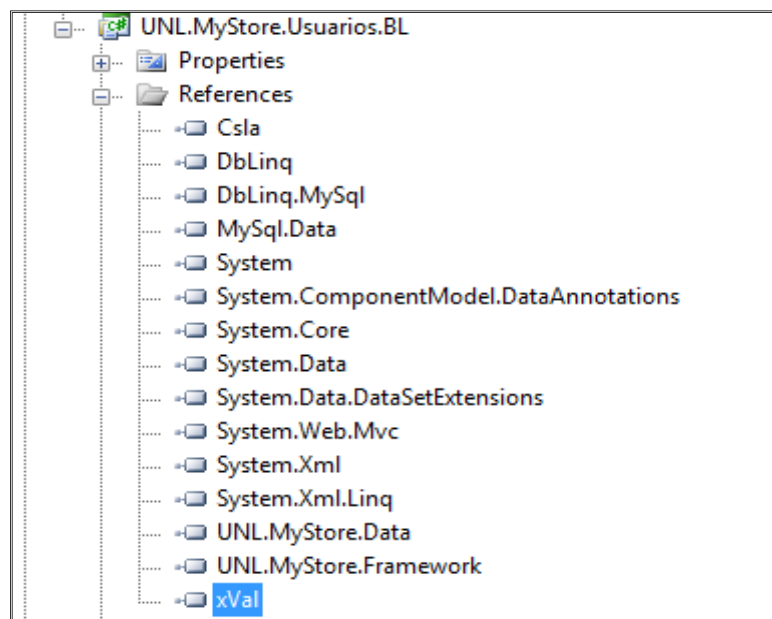 UNL.MyStore.Usuarios.BL
Properties
References
Csla
DbLinq
DbLinq.MySql
MySql.Data
System
System.ComponentModel.DataAnnotations
System.Core
System.Data
System.Data.DataSetExtensions
System.Web.Mvc
System.Xml
System.Xml.Linq
UNL.MyStore.Data
UNL.MyStore.Framework
xVal